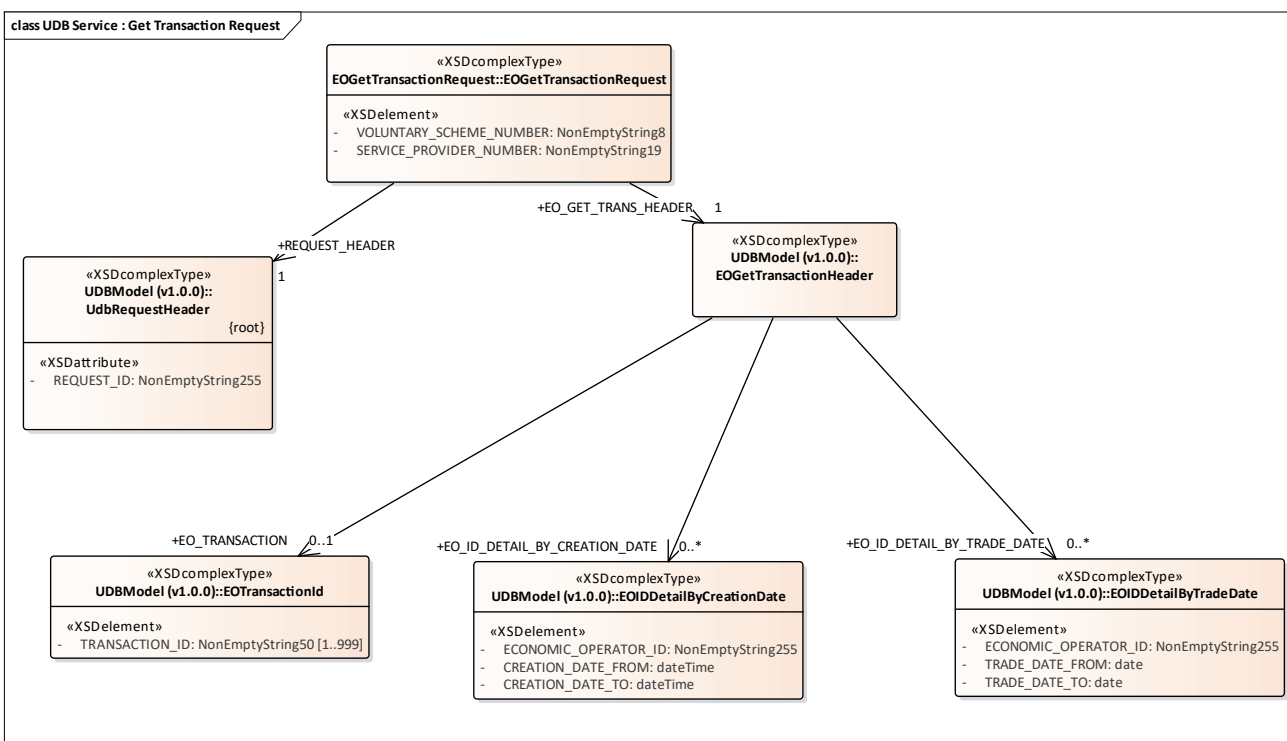 class UDB Service : Get Transaction Request
«XSDcomplexType»
EOGetTransactionRequest::EOGetTransactionRequest
«XSDelement»
- VOLUNTARY_SCHEME_NUMBER: NonEmptyString8
- SERVICE_PROVIDER_NUMBER: NonEmptyString19
+EO_GET_TRANS_HEADER 1
+REQUEST_HEADER
1
«XSDcomplexType»
UDBModel (v1.0.0)::
EOGetTransactionHeader
«XSDcomplexType»
UDBModel (v1.0.0)::
UdbRequestHeader
{root}
«XSDattribute»
- REQUEST_ID: NonEmptyString255
+EO_TRANSACTION 0..1
+EO_ID_DETAIL_BY_CREATION_DATE 0..*
+EO_ID_DETAIL_BY_TRADE_DATE 0..*
«XSDcomplexType»
UDBModel (v1.0.0)::EOTransactionId
«XSDelement»
- TRANSACTION_ID: NonEmptyString50 [1..999]
«XSDcomplexType»
UDBModel (v1.0.0)::EOIDDetailByCreationDate
«XSDelement»
- ECONOMIC_OPERATOR_ID: NonEmptyString255
- CREATION_DATE_FROM: dateTime
- CREATION_DATE_TO: dateTime
«XSDcomplexType»
UDBModel (v1.0.0)::EOIDDetailByTradeDate
«XSDelement»
- ECONOMIC_OPERATOR_ID: NonEmptyString255
- TRADE_DATE_FROM: date
- TRADE_DATE_TO: date